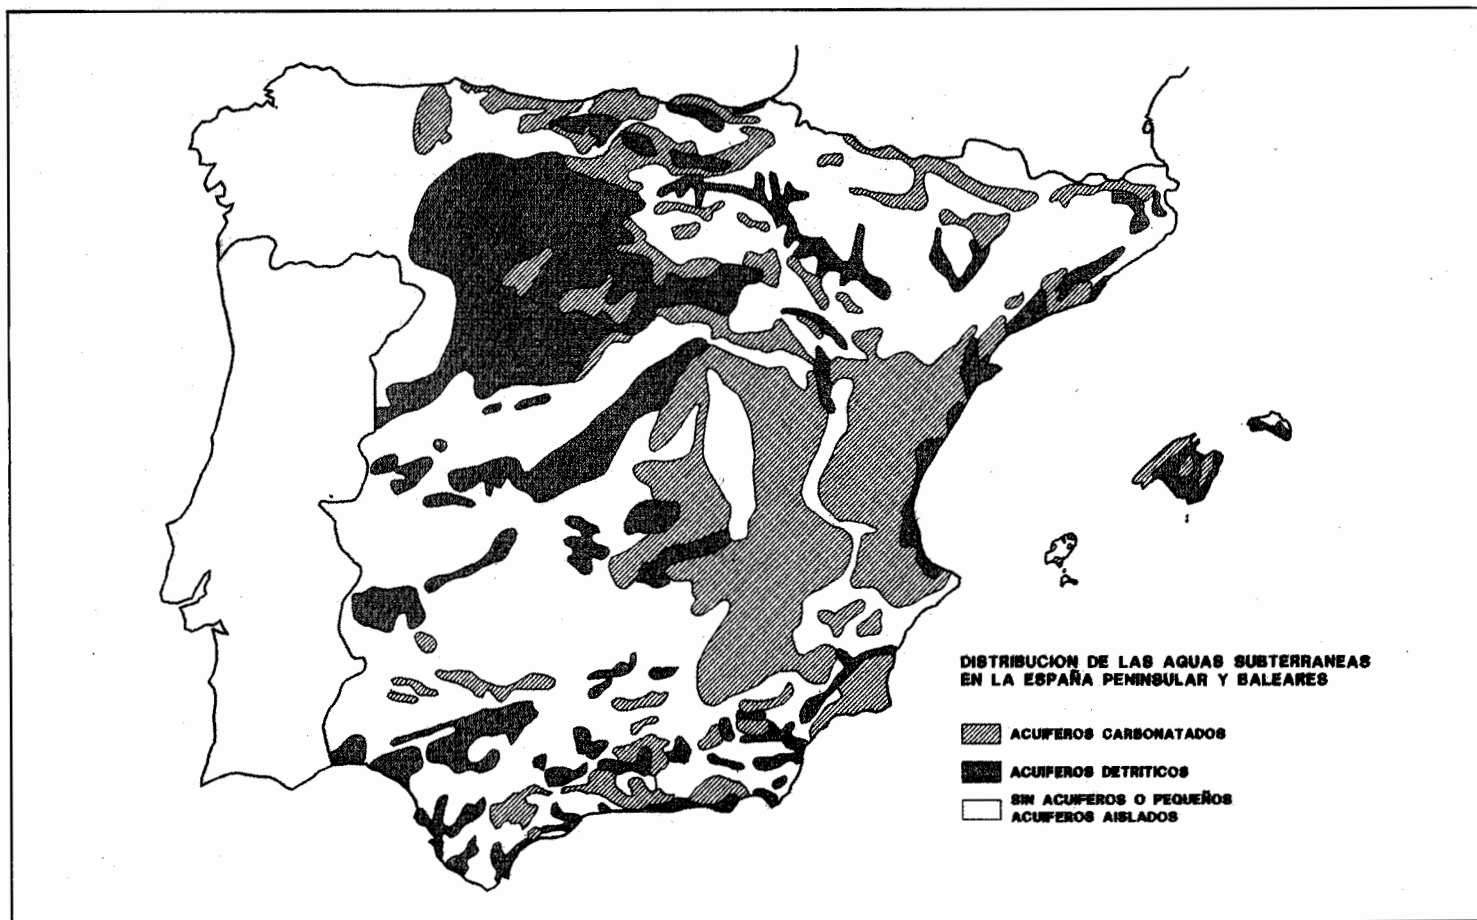 DISTRIBUCION DE LAS AGUAS SUBTERRANEAS
EN LA ESPAÑA PENINSULAR Y BALEARES
ACUIFEROS CARBONATADOS
ACUIFEROS DETRITICOS
SIN ACUIFEROS O PEQUEÑOS
ACUIFEROS AISLADOS